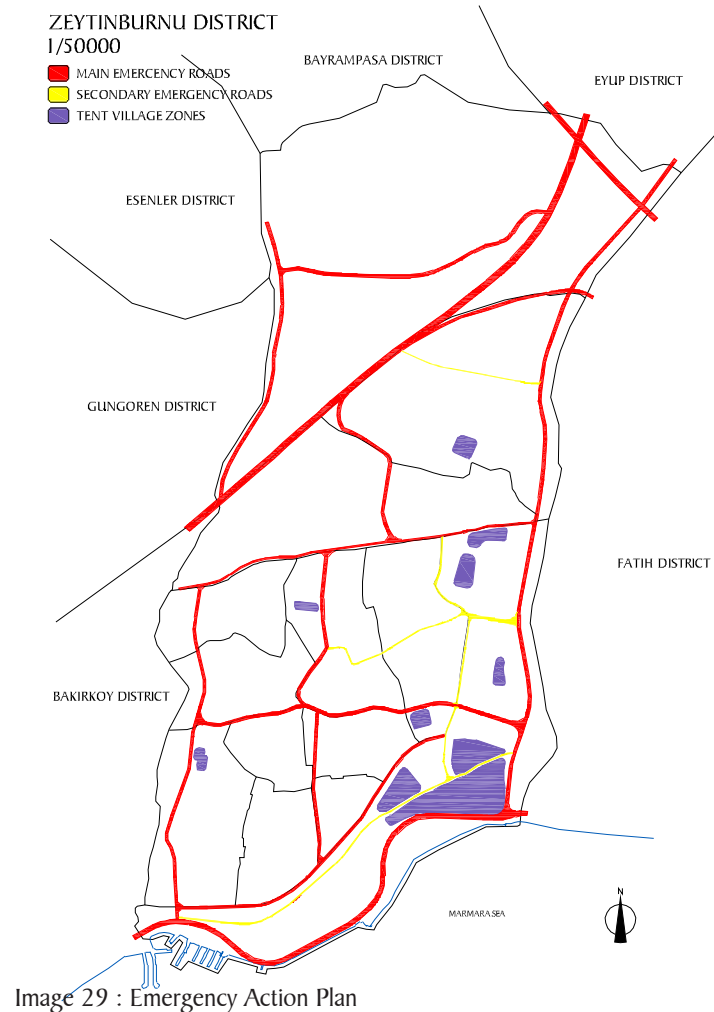 ZEYTINBURNU DISTRICT
1/50000
MAIN EMERCENCY ROADS
SECONDARY EMERGENCY ROADS
TENT VILLAGE ZONES
BAYRAMPASA DISTRICT
EYUP DISTRICT
ESENLER DISTRICT
GUNGOREN DISTRICT
FATIH DISTRICT
BAKIRKOY DISTRICT
N
MARMARA SEA
Image 29 : Emergency Action Plan